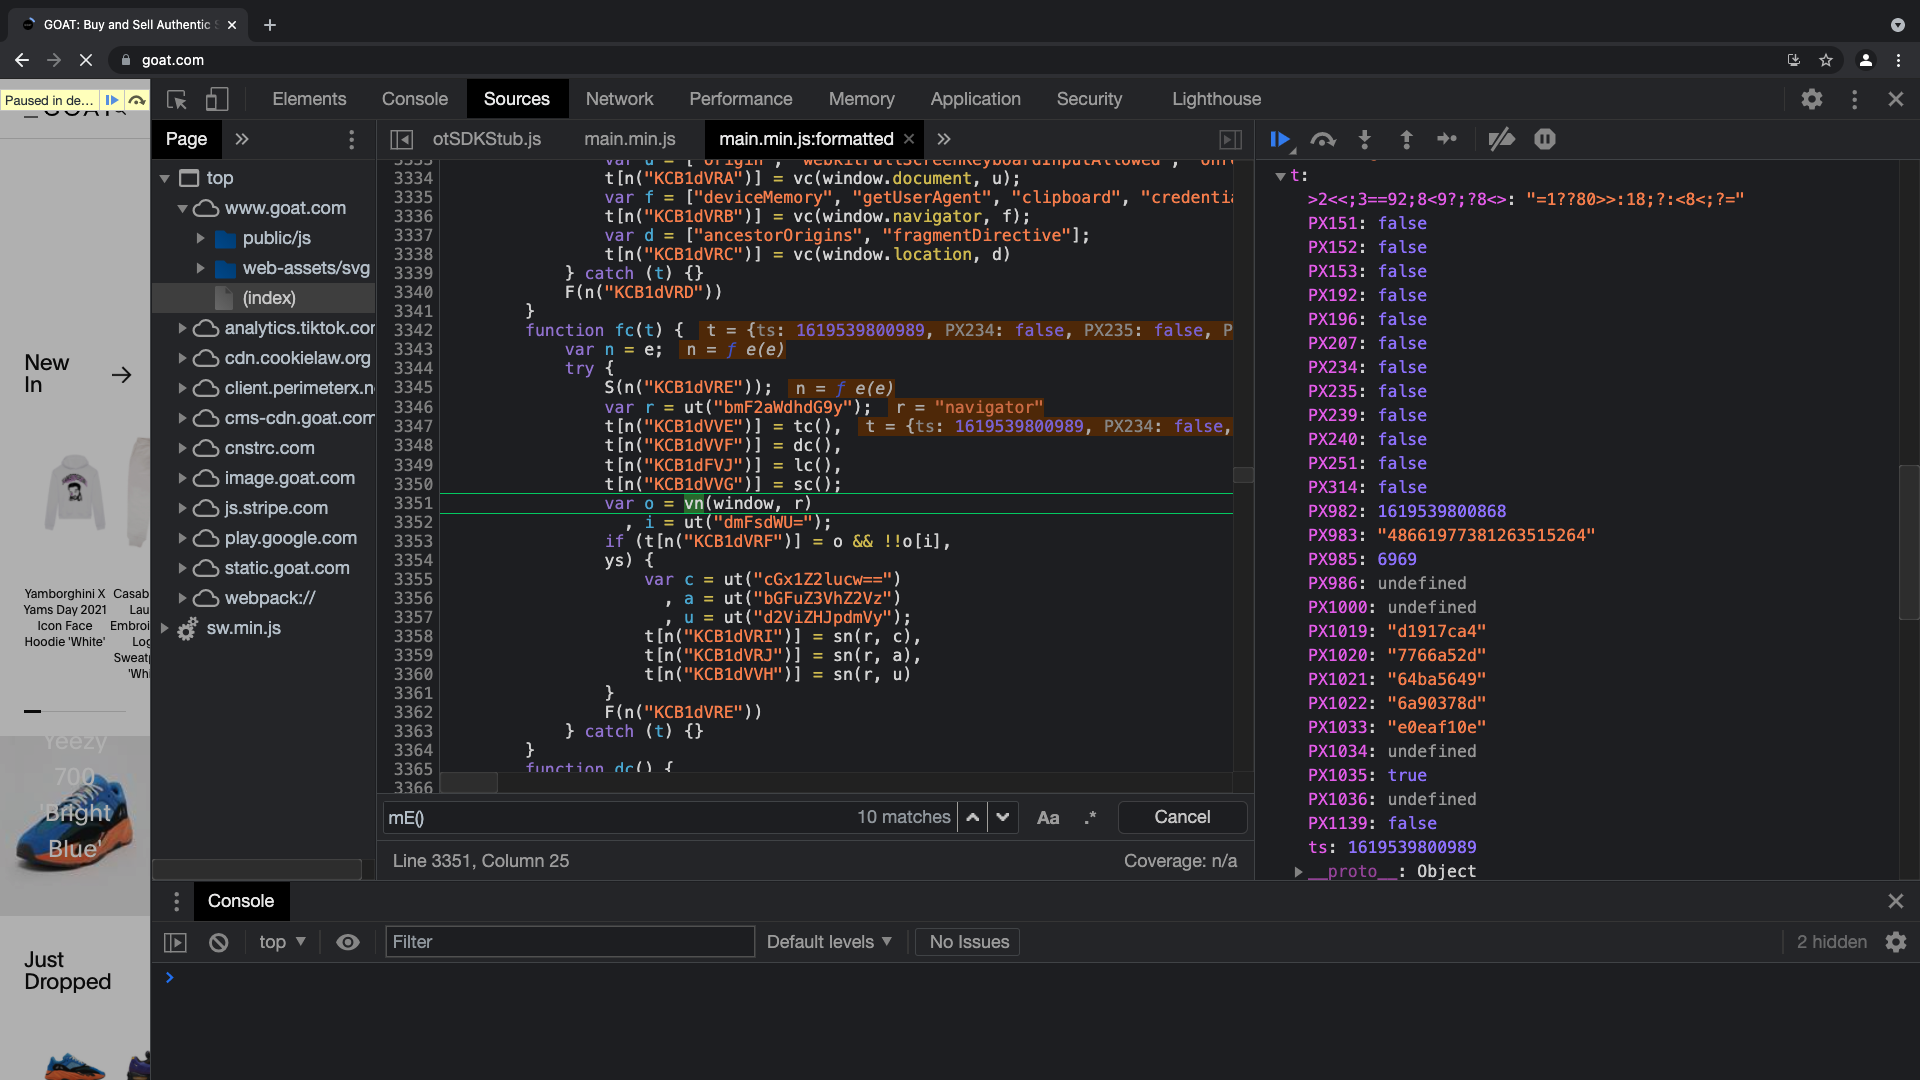 GOAT: Buy and Sell Authentic S
goat.com
Paused in de...
GOAT
New
In
Yamborghini X
Yams Day 2021
Icon Face
Hoodie 'White'
Casab
Lau
Embroi
Log
Sweatp
'Whi
Yeezy
700
'Bright
Blue'
Just
Dropped
Elements Console Sources Network Performance Memory Application Security Lighthouse
Page
otSDKStub.js main.min.js main.min.js:formatted
top
www.goat.com
public/js
web-assets/svg
(index)
analytics.tiktok.cor
cdn.cookielaw.org
client.perimeterx.n
cms-cdn.goat.com
cnstrc.com
image.goat.com
js.stripe.com
play.google.com
static.goat.com
webpack://
sw.min.js
3333 var u = ["origin", "webkitFullScreenKeyboardInputAllowed", "onfr
3334 t[n("KCB1dVRA")] = vc(window.document, u);
3335 var f = ["deviceMemory", "getUserAgent", "clipboard", "credentia
3336 t[n("KCB1dVRB")] = vc(window.navigator, f);
3337 var d = ["ancestorOrigins", "fragmentDirective"];
3338 t[n("KCB1dVRC")] = vc(window.location, d)
3339 } catch (t) {}
3340 F(n("KCB1dVRD"))
3341 }
3342 function fc(t) { t = {ts: 1619539800989, PX234: false, PX235: false, P
3343 var n = e; n = ƒ e(e)
3344 try {
3345 S(n("KCB1dVRE")); n = ƒ e(e)
3346 var r = ut("bmF2aWdhdG9y"); r = "navigator"
3347 t[n("KCB1dVVE")] = tc(), t = {ts: 1619539800989, PX234: false,
3348 t[n("KCB1dVVF")] = dc(),
3349 t[n("KCB1dFVJ")] = lc(),
3350 t[n("KCB1dVVG")] = sc();
3351 var o = vn(window, r)
3352 , i = ut("dmFsdWU=");
3353 if (t[n("KCB1dVRF")] = o && !!o[i],
3354 ys) {
3355 var c = ut("cGx1Z2lucw==")
3356 , a = ut("bGFuZ3VhZ2Vz")
3357 , u = ut("d2ViZHJpdmVy");
3358 t[n("KCB1dVRI")] = sn(r, c),
3359 t[n("KCB1dVRJ")] = sn(r, a),
3360 t[n("KCB1dVVH")] = sn(r, u)
3361 }
3362 F(n("KCB1dVRE"))
3363 } catch (t) {}
3364 }
3365 function dc() {
3366
mE() 10 matches Aa .* Cancel
Line 3351, Column 25 Coverage: n/a
t:
>2<<;3==92;8<9?;?8<>: "=1??80>>:18;?:<8<;?="
PX151: false
PX152: false
PX153: false
PX192: false
PX196: false
PX207: false
PX234: false
PX235: false
PX239: false
PX240: false
PX251: false
PX314: false
PX982: 1619539800868
PX983: "48661977381263515264"
PX985: 6969
PX986: undefined
PX1000: undefined
PX1019: "d1917ca4"
PX1020: "7766a52d"
PX1021: "64ba5649"
PX1022: "6a90378d"
PX1033: "e0eaf10e"
PX1034: undefined
PX1035: true
PX1036: undefined
PX1139: false
ts: 1619539800989
__proto__: Object
Console
top Filter Default levels No Issues 2 hidden